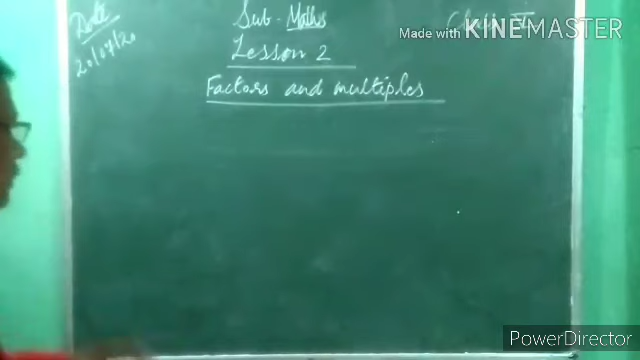 Date
20/07/20
Sub - Maths
Made with KINEMASTER
Lesson 2
Factors and multiples
PowerDirector